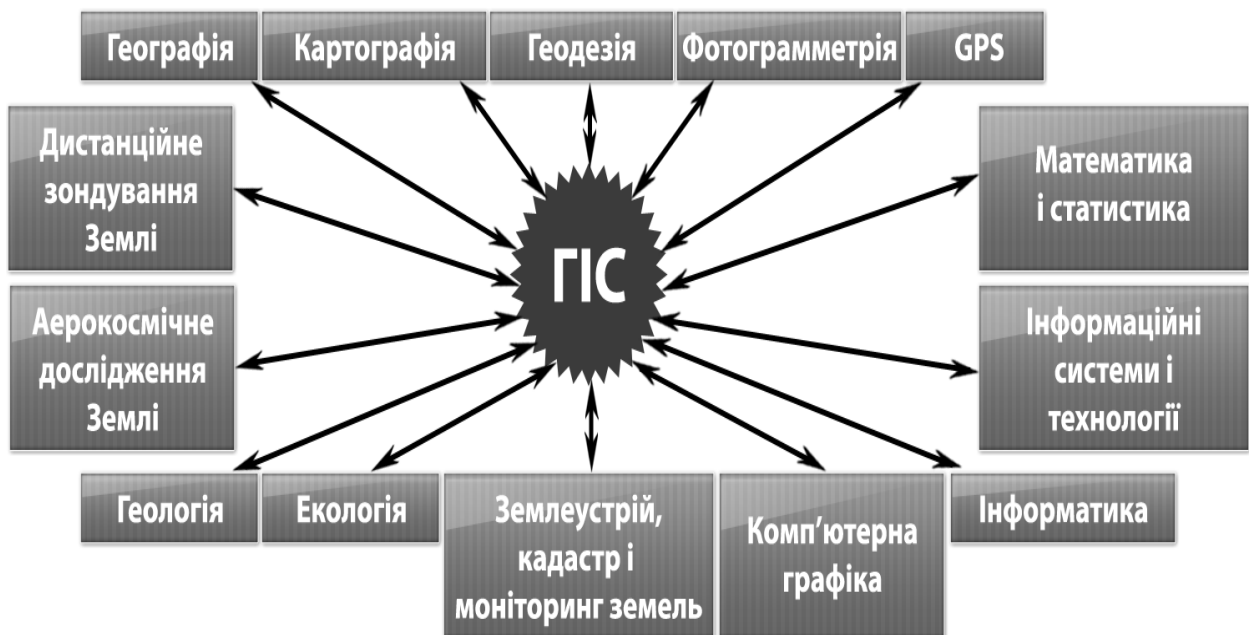 Географія
Картографія
Геодезія
Фотограмметрія
GPS
Дистанційне
зондування
Землі
Математика
і статистика
ГІС
Аерокосмічне
дослідження
Землі
Інформаційні
системи і
технології
Геологія
Екологія
Землеустрій,
кадастр і
моніторинг земель
Комп’ютерна
графіка
Інформатика